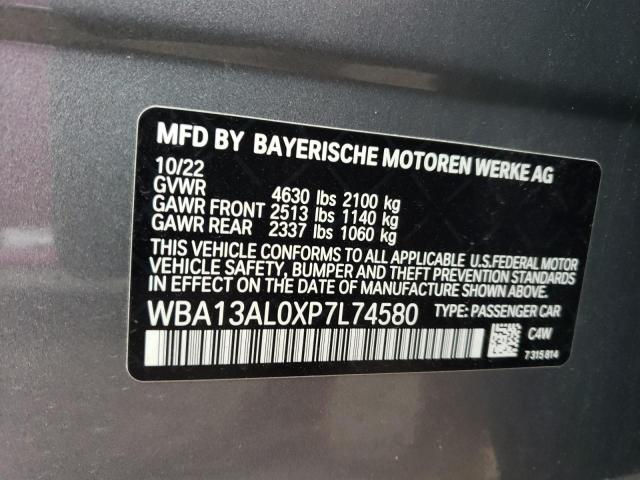 MFD BY BAYERISCHE MOTOREN WERKE AG
10/22
GVWR 4630 lbs 2100 kg
GAWR FRONT 2513 lbs 1140 kg
GAWR REAR 2337 lbs 1060 kg
THIS VEHICLE CONFORMS TO ALL APPLICABLE U.S.FEDERAL MOTOR
VEHICLE SAFETY, BUMPER AND THEFT PREVENTION STANDARDS
IN EFFECT ON THE DATE OF MANUFACTURE SHOWN ABOVE.
WBA13AL0XP7L74580 TYPE: PASSENGER CAR
C4W
7315814